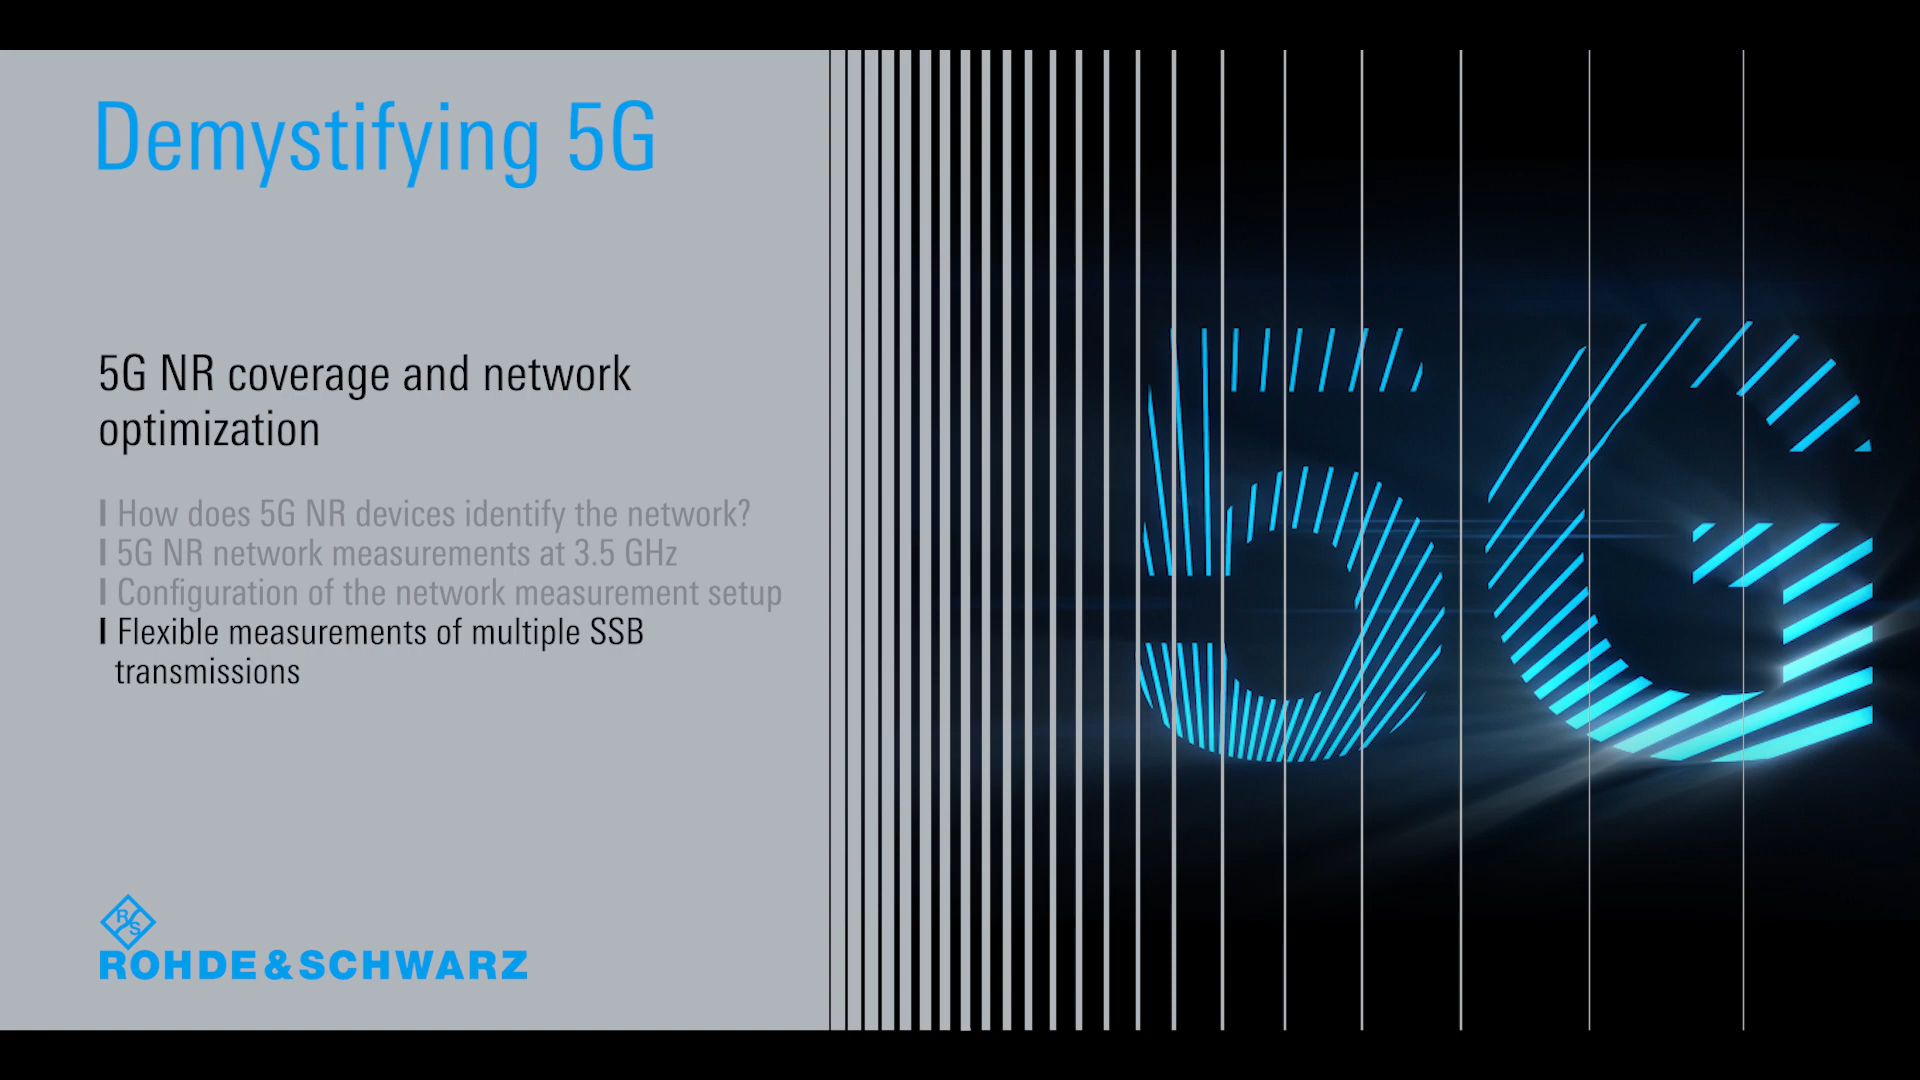 Demystifying 5G
5G NR coverage and network
optimization
I How does 5G NR devices identify the network?
I 5G NR network measurements at 3.5 GHz
I Configuration of the network measurement setup
I Flexible measurements of multiple SSB
transmissions
R S
ROHDE&SCHWARZ
5G